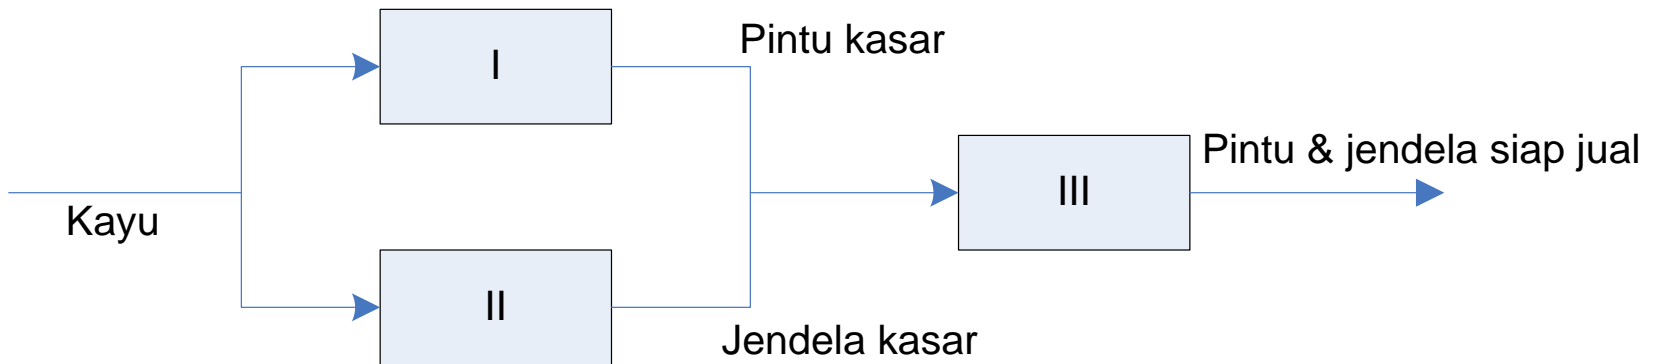 I
Pintu kasar
Kayu
II
Jendela kasar
III
Pintu & jendela siap jual